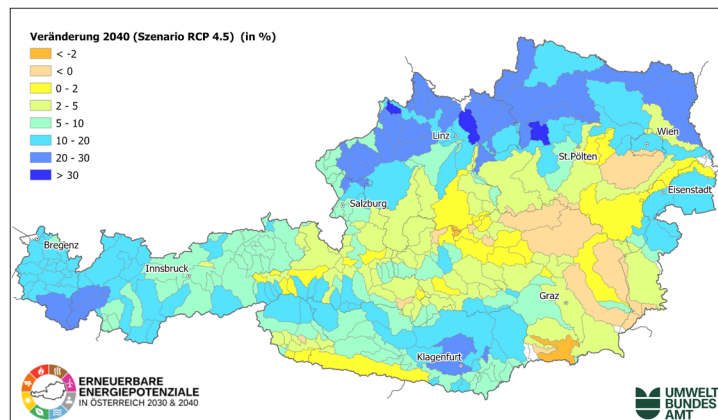 Veränderung 2040 (Szenario RCP 4.5) (in %)
< -2
< 0
0 - 2
2 - 5
5 - 10
10 - 20
20 - 30
> 30
Linz
Wien
St.Pölten
Eisenstadt
Salzburg
Bregenz
Innsbruck
Graz
Klagenfurt
ERNEUERBARE
ENERGIEPOTENZIALE
IN ÖSTERREICH 2030 & 2040
UMWELT
BUNDES
AMT